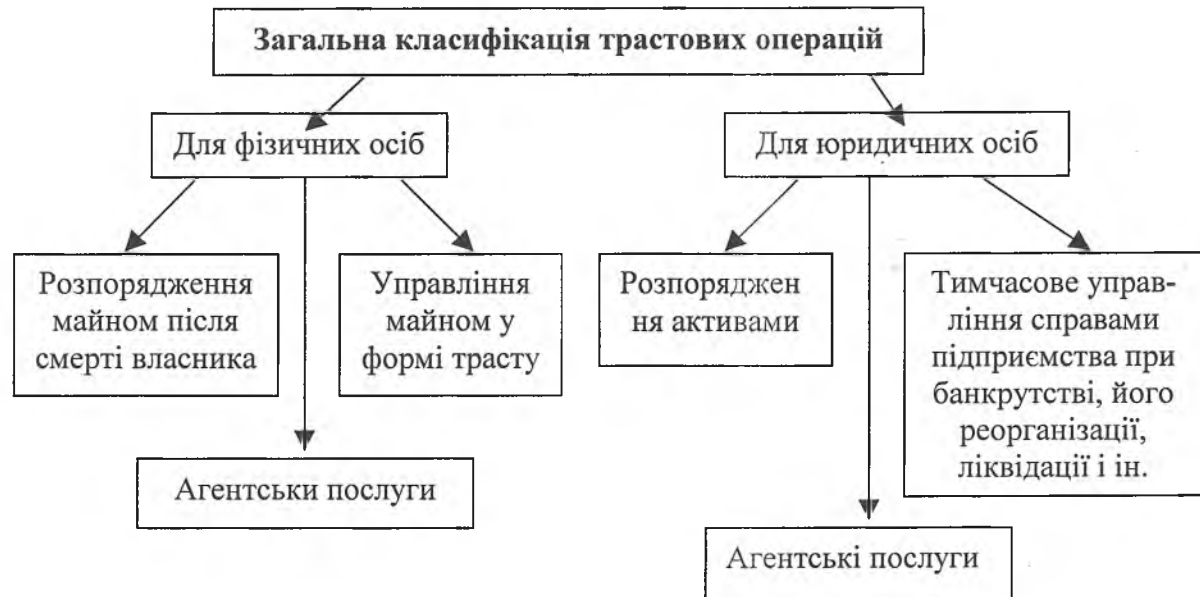 Загальна класифікація трастових операцій
Для фізичних осіб
Для юридичних осіб
Розпорядження
майном після
смерті власника
Управління
майном у
формі трасту
Розпоряджен
ня активами
Тимчасове управ-
ління справами
підприємства при
банкрутстві, його
реорганізації,
ліквідації і ін.
Агентськи послуги
Агентські послуги